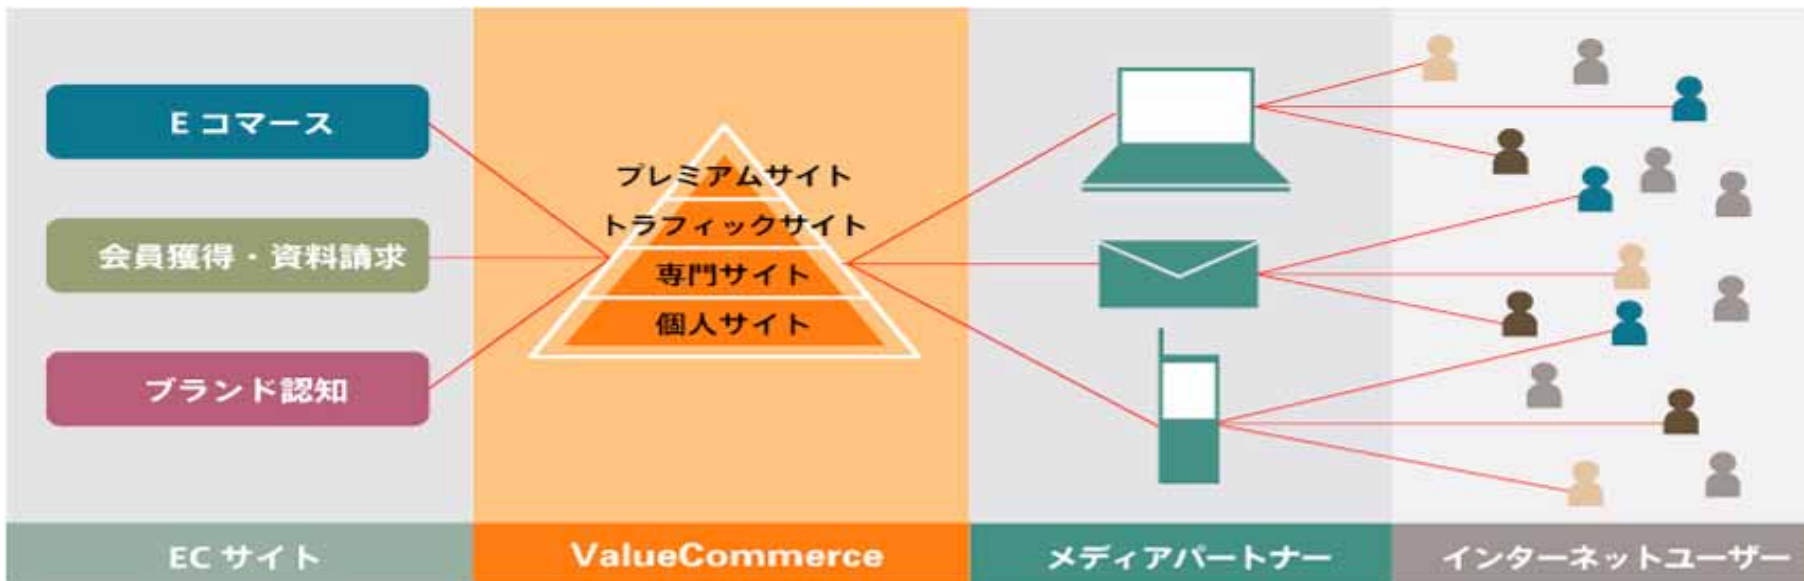 Eコマース
会員獲得・資料請求
ブランド認知
ECサイト
プレミアムサイト
トラフィックサイト
専門サイト
個人サイト
ValueCommerce
メディアパートナー
インターネットユーザー